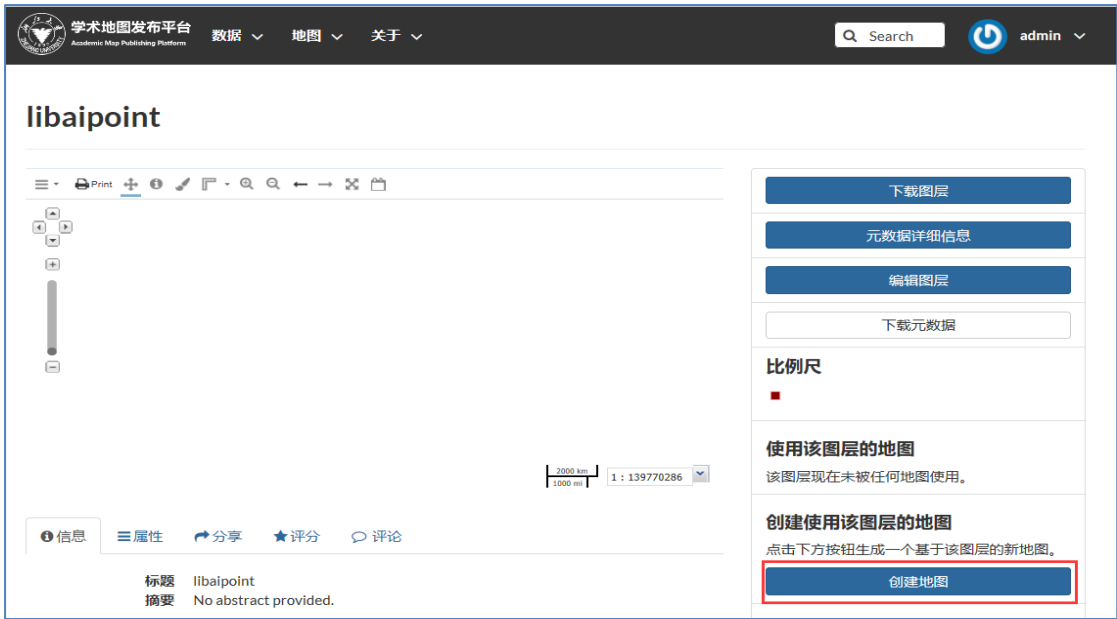 学术地图发布平台
Academic Map Publishing Platform
数据
地图
关于
Search
admin
libaipoint
Print
下载图层
元数据详细信息
编辑图层
下载元数据
比例尺
2000 km
1000 mi
1 : 139770286
使用该图层的地图
该图层现在未被任何地图使用。
创建使用该图层的地图
点击下方按钮生成一个基于该图层的新地图。
创建地图
信息
属性
分享
评分
评论
标题 libaipoint
摘要 No abstract provided.